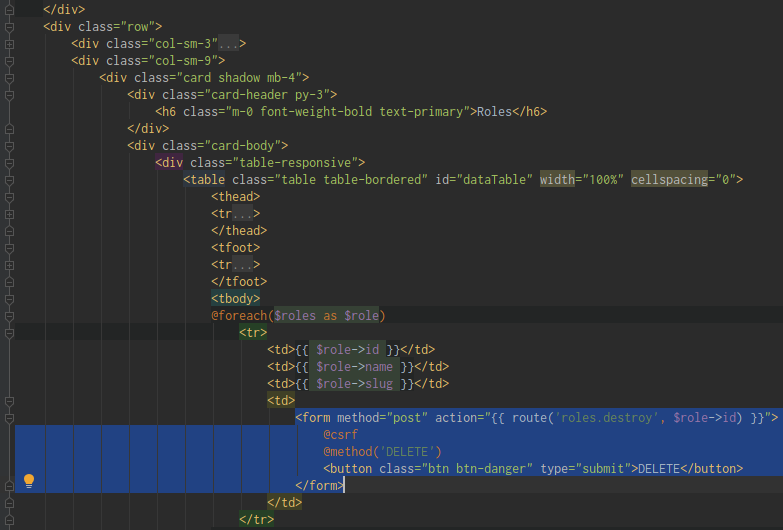 </div>
<div class="row">
<div class="col-sm-3"...>
<div class="col-sm-9">
<div class="card shadow mb-4">
<div class="card-header py-3">
<h6 class="m-0 font-weight-bold text-primary">Roles</h6>
</div>
<div class="card-body">
<div class="table-responsive">
<table class="table table-bordered" id="dataTable" width="100%" cellspacing="0">
<thead>
<tr...>
</thead>
<tfoot>
<tr...>
</tfoot>
<tbody>
@foreach($roles as $role)
<tr>
<td>{{ $role->id }}</td>
<td>{{ $role->name }}</td>
<td>{{ $role->slug }}</td>
<td>
<form method="post" action="{{ route('roles.destroy', $role->id) }}">
@csrf
@method('DELETE')
<button class="btn btn-danger" type="submit">DELETE</button>
</form>
</td>
</tr>